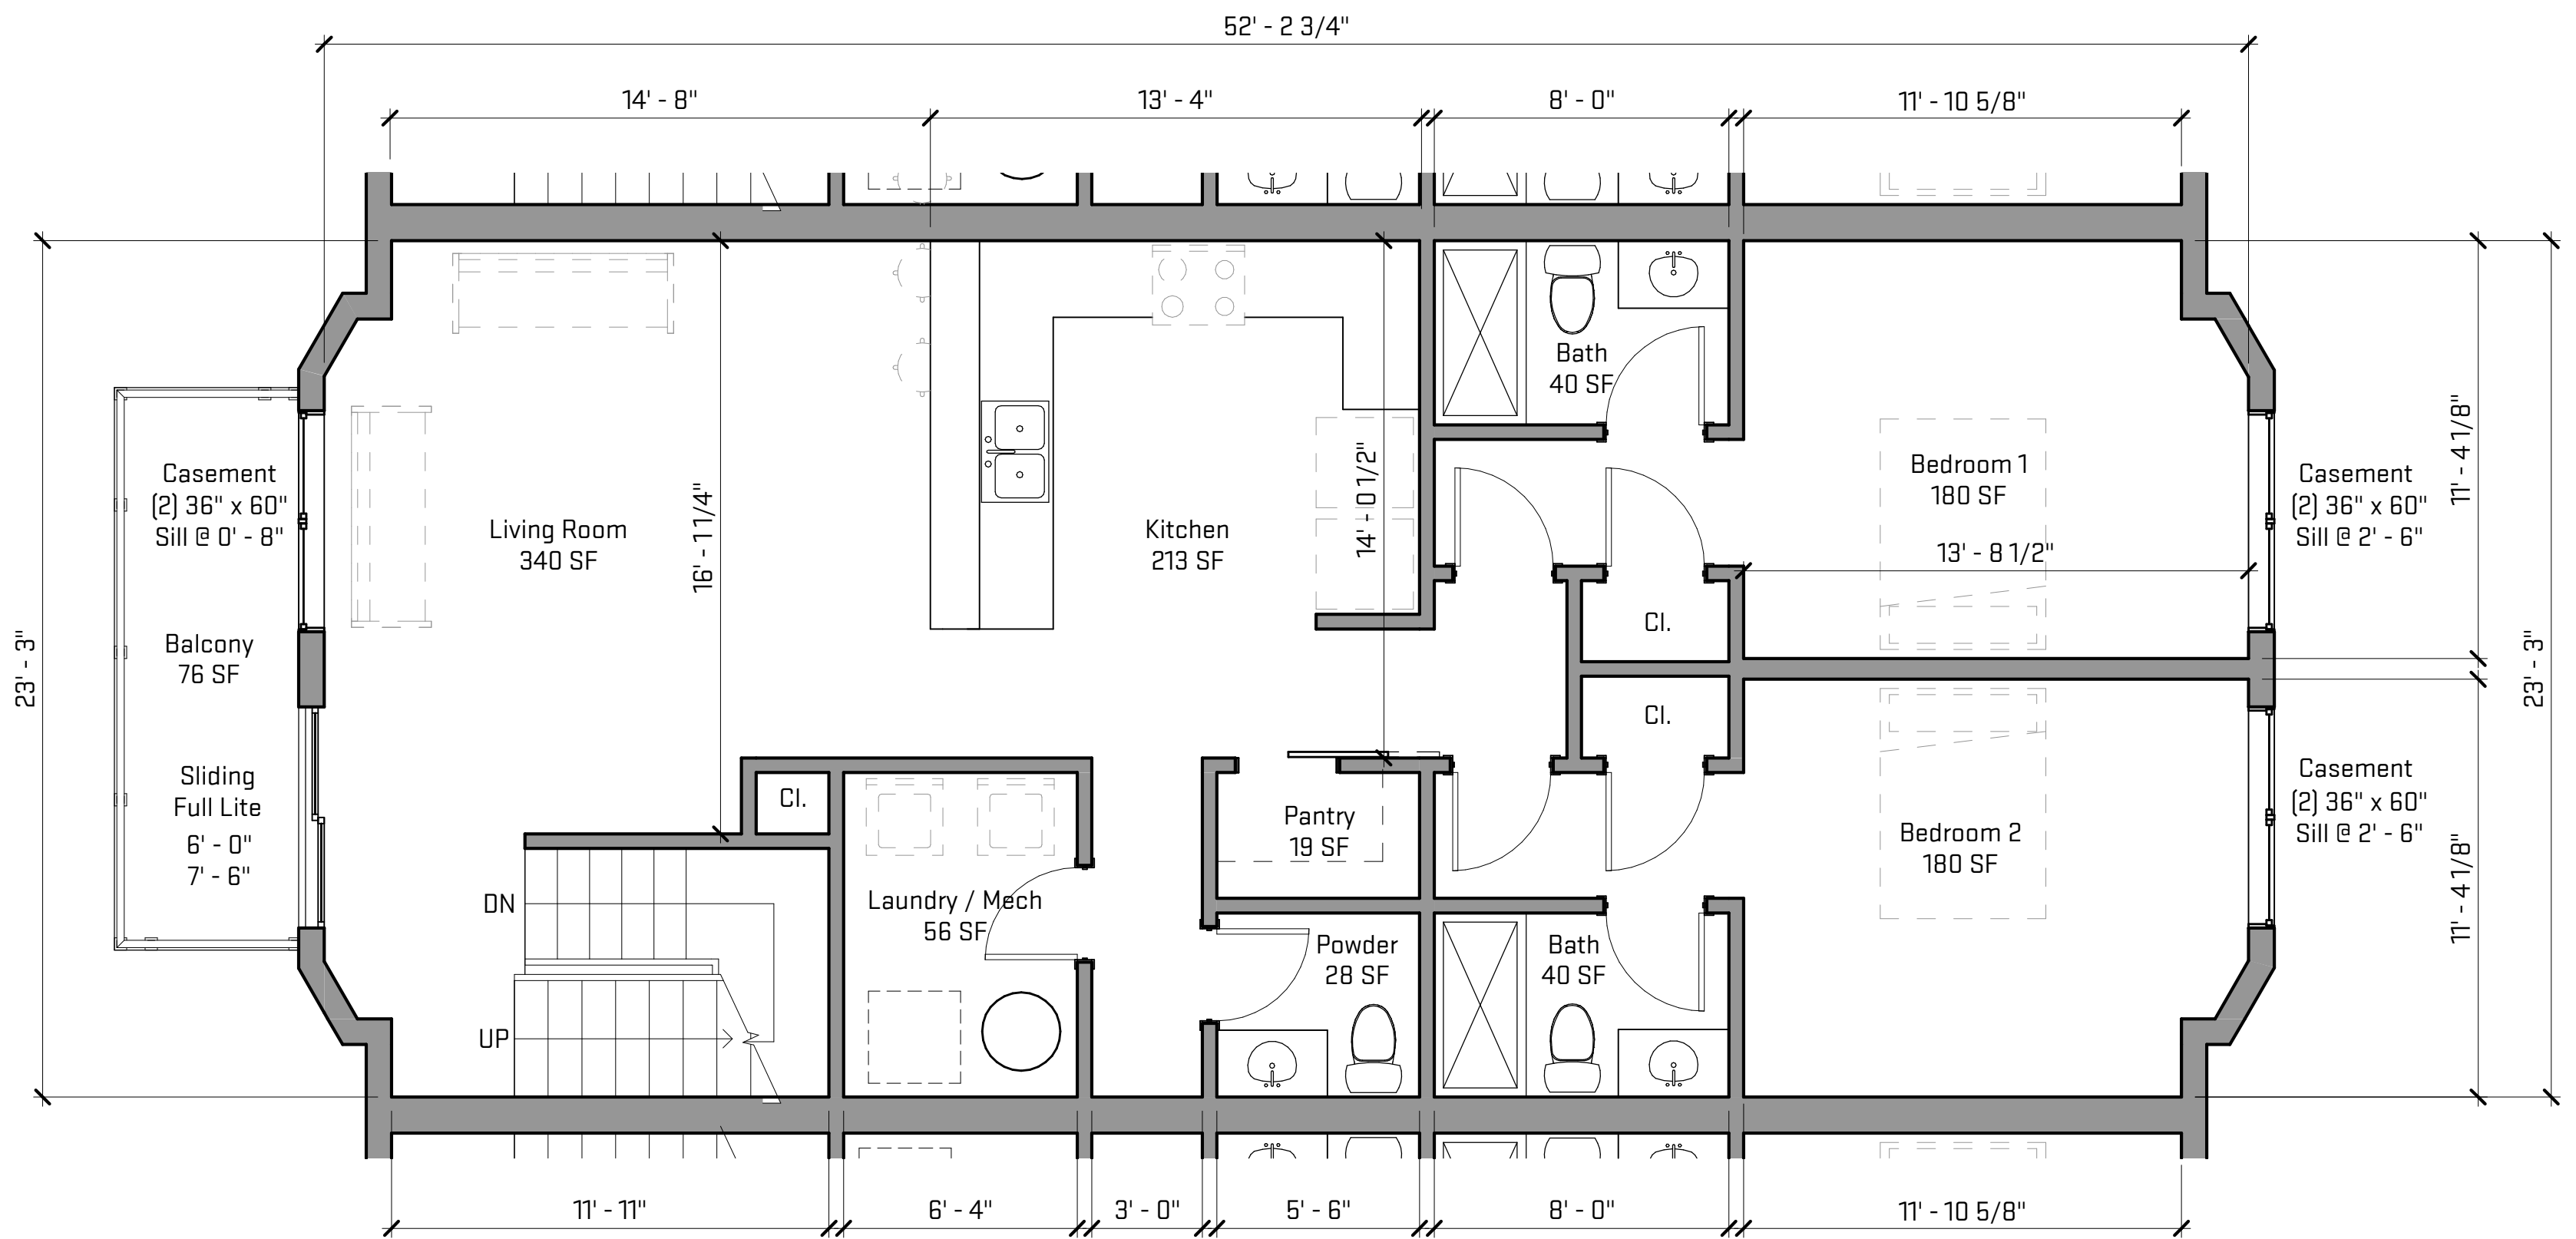 52' - 2 3/4"
14' - 8"
13' - 4"
8' - 0"
11' - 10 5/8"
Bath
40 SF
Casement
(2) 36" x 60"
Sill @ 0' - 8"
Living Room
340 SF
16' - 1 1/4"
Kitchen
213 SF
14' - 0 1/2"
Bedroom 1
180 SF
13' - 8 1/2"
Casement
(2) 36" x 60"
Sill @ 2' - 6"
11' - 4 1/8"
23' - 3"
Balcony
76 SF
Cl.
23' - 3"
Cl.
Sliding
Full Lite
6' - 0"
7' - 6"
Cl.
Pantry
19 SF
Bedroom 2
180 SF
Casement
(2) 36" x 60"
Sill @ 2' - 6"
11' - 4 1/8"
DN
Laundry / Mech
56 SF
Powder
28 SF
Bath
40 SF
UP
11' - 11"
6' - 4"
3' - 0"
5' - 6"
8' - 0"
11' - 10 5/8"